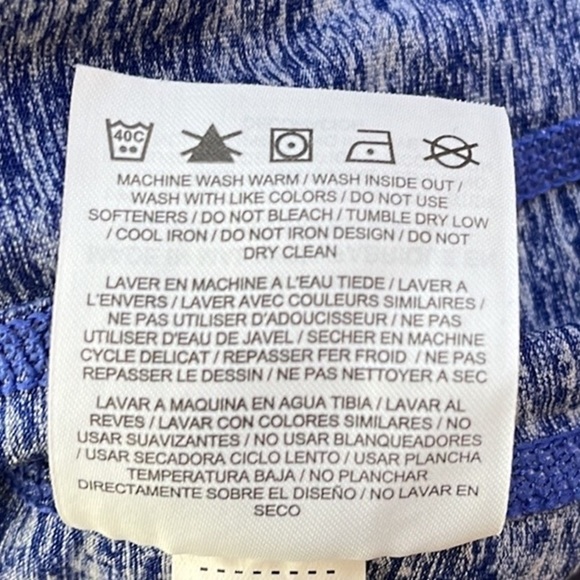 40C
MACHINE WASH WARM / WASH INSIDE OUT /
WASH WITH LIKE COLORS / DO NOT USE
SOFTENERS / DO NOT BLEACH / TUMBLE DRY LOW
/ COOL IRON / DO NOT IRON DESIGN / DO NOT
DRY CLEAN
LAVER EN MACHINE A L'EAU TIEDE / LAVER A
L'ENVERS / LAVER AVEC COULEURS SIMILAIRES /
NE PAS UTILISER D'ADOUCISSEUR / NE PAS
UTILISER D'EAU DE JAVEL / SECHER EN MACHINE
CYCLE DELICAT / REPASSER FER FROID / NE PAS
REPASSER LE DESSIN / NE PAS NETTOYER A SEC
LAVAR A MAQUINA EN AGUA TIBIA / LAVAR AL
REVES / LAVAR CON COLORES SIMILARES / NO
USAR SUAVIZANTES / NO USAR BLANQUEADORES
/ USAR SECADORA CICLO LENTO / USAR PLANCHA
TEMPERATURA BAJA / NO PLANCHAR
DIRECTAMENTE SOBRE EL DISEÑO / NO LAVAR EN
SECO